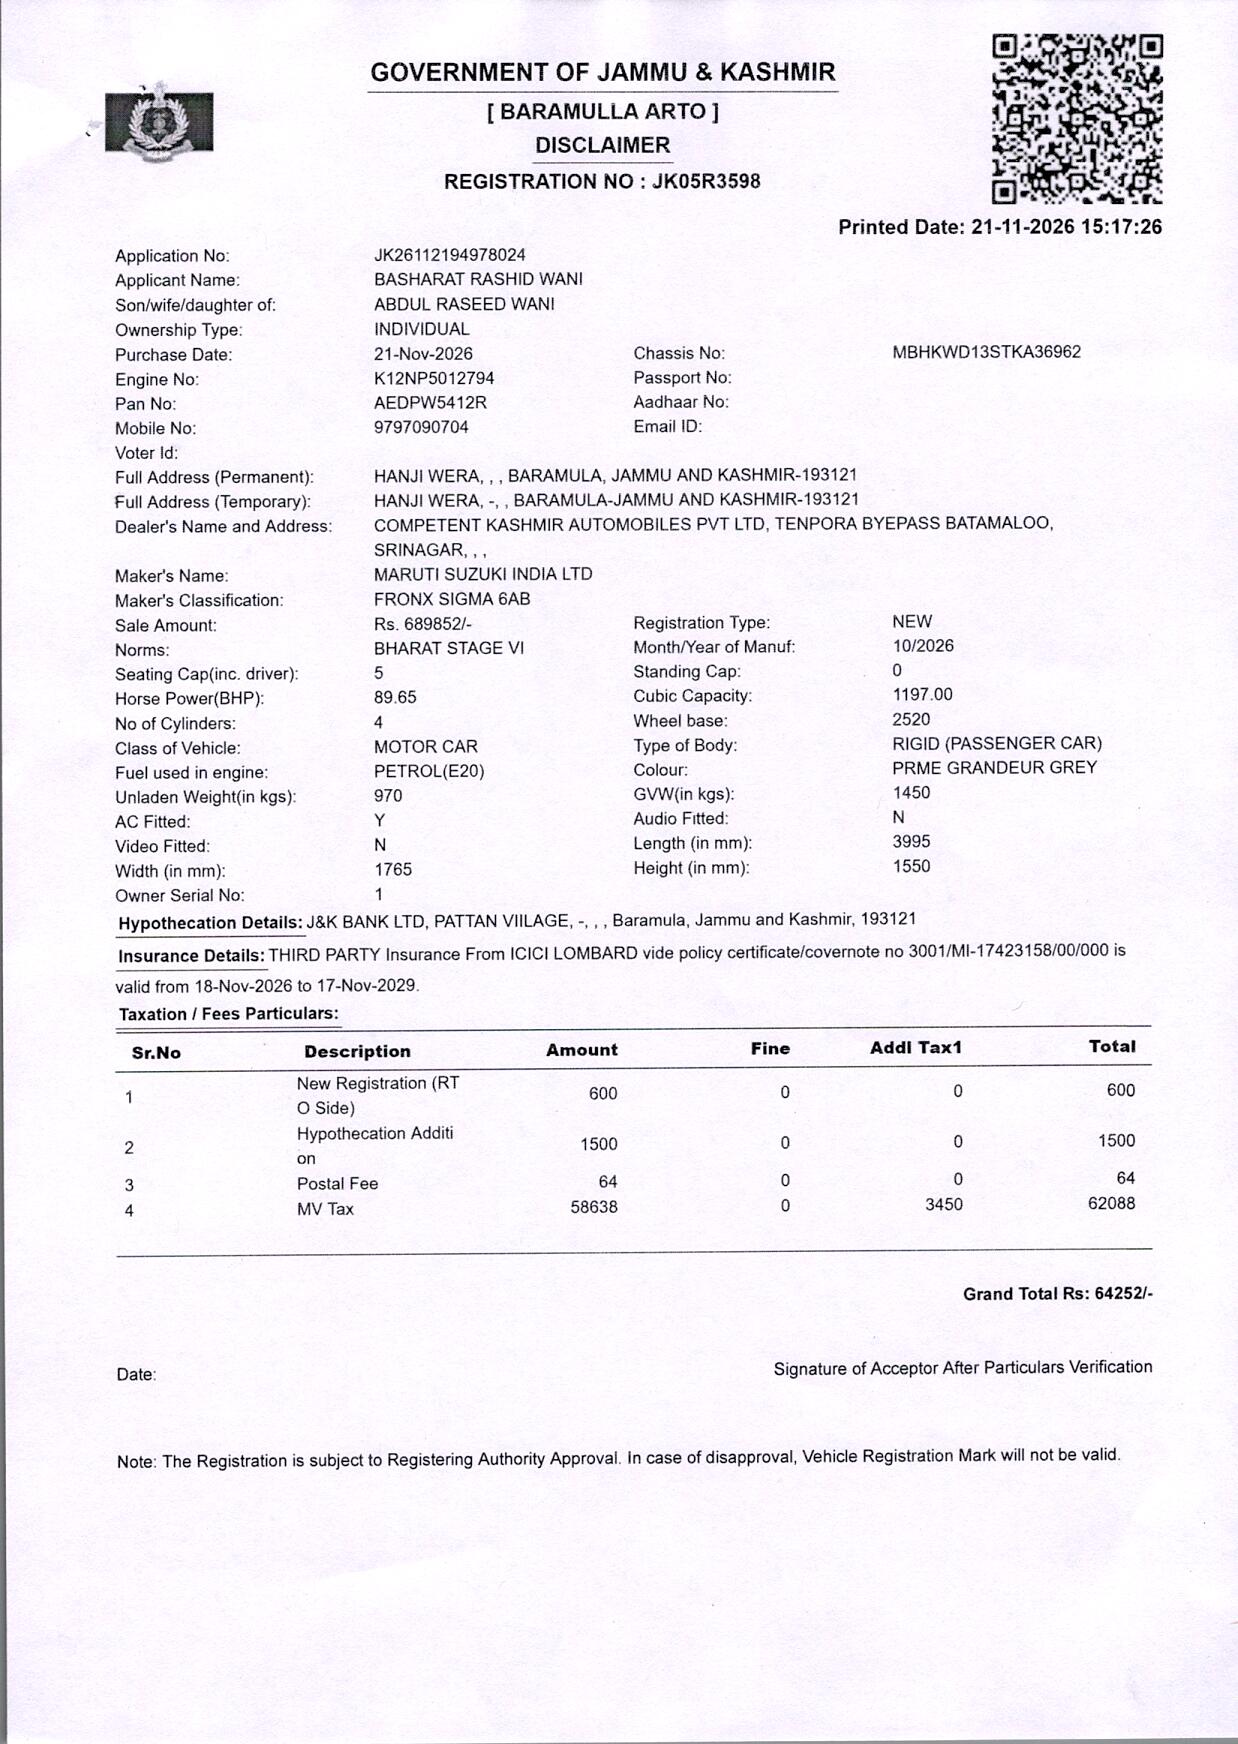 GOVERNMENT OF JAMMU & KASHMIR
[ BARAMULLA ARTO ]
DISCLAIMER
REGISTRATION NO : JK05R3598
Printed Date: 21-11-2026 15:17:26
Application No: JK26112194978024
Applicant Name: BASHARAT RASHID WANI
Son/wife/daughter of: ABDUL RASEED WANI
Ownership Type: INDIVIDUAL
Purchase Date: 21-Nov-2026 Chassis No: MBHKWD13STKA36962
Engine No: K12NP5012794 Passport No:
Pan No: AEDPW5412R Aadhaar No:
Mobile No: 9797090704 Email ID:
Voter Id:
Full Address (Permanent): HANJI WERA, , , BARAMULA, JAMMU AND KASHMIR-193121
Full Address (Temporary): HANJI WERA, -, , BARAMULA-JAMMU AND KASHMIR-193121
Dealer's Name and Address: COMPETENT KASHMIR AUTOMOBILES PVT LTD, TENPORA BYEPASS BATAMALOO,
SRINAGAR, , ,
Maker's Name: MARUTI SUZUKI INDIA LTD
Maker's Classification: FRONX SIGMA 6AB
Sale Amount: Rs. 689852/- Registration Type: NEW
Norms: BHARAT STAGE VI Month/Year of Manuf: 10/2026
Seating Cap(inc. driver): 5 Standing Cap: 0
Horse Power(BHP): 89.65 Cubic Capacity: 1197.00
No of Cylinders: 4 Wheel base: 2520
Class of Vehicle: MOTOR CAR Type of Body: RIGID (PASSENGER CAR)
Fuel used in engine: PETROL(E20) Colour: PRME GRANDEUR GREY
Unladen Weight(in kgs): 970 GVW(in kgs): 1450
AC Fitted: Y Audio Fitted: N
Video Fitted: N Length (in mm): 3995
Width (in mm): 1765 Height (in mm): 1550
Owner Serial No: 1
Hypothecation Details: J&K BANK LTD, PATTAN VIILAGE, -, , , Baramula, Jammu and Kashmir, 193121
Insurance Details: THIRD PARTY Insurance From ICICI LOMBARD vide policy certificate/covernote no 3001/MI-17423158/00/000 is
valid from 18-Nov-2026 to 17-Nov-2029.
Taxation / Fees Particulars:
Sr.No Description Amount Fine Addl Tax1 Total
1 New Registration (RT
O Side) 600 0 0 600
2 Hypothecation Additi
on 1500 0 0 1500
3 Postal Fee 64 0 0 64
4 MV Tax 58638 0 3450 62088
Grand Total Rs: 64252/-
Date: Signature of Acceptor After Particulars Verification
Note: The Registration is subject to Registering Authority Approval. In case of disapproval, Vehicle Registration Mark will not be valid.